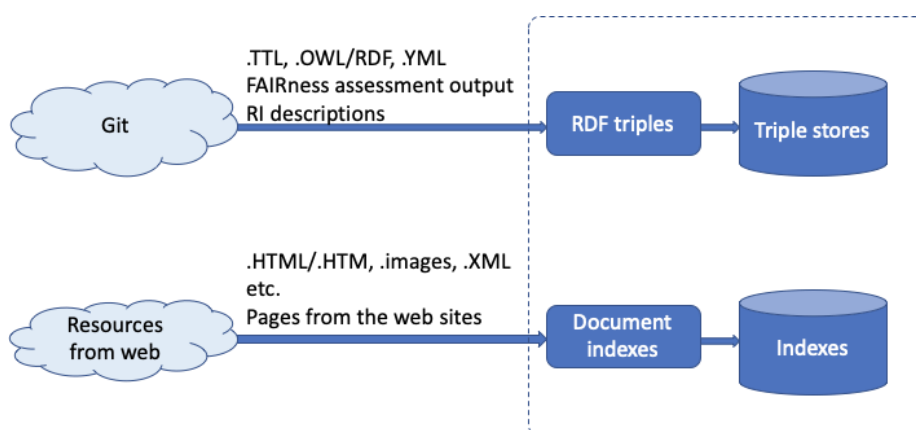 .TTL, .OWL/RDF, .YML
FAIRness assessment output
RI descriptions
Git
RDF triples
Triple stores
.HTML/.HTM, .images, .XML
etc.
Pages from the web sites
Resources
from web
Document
indexes
Indexes